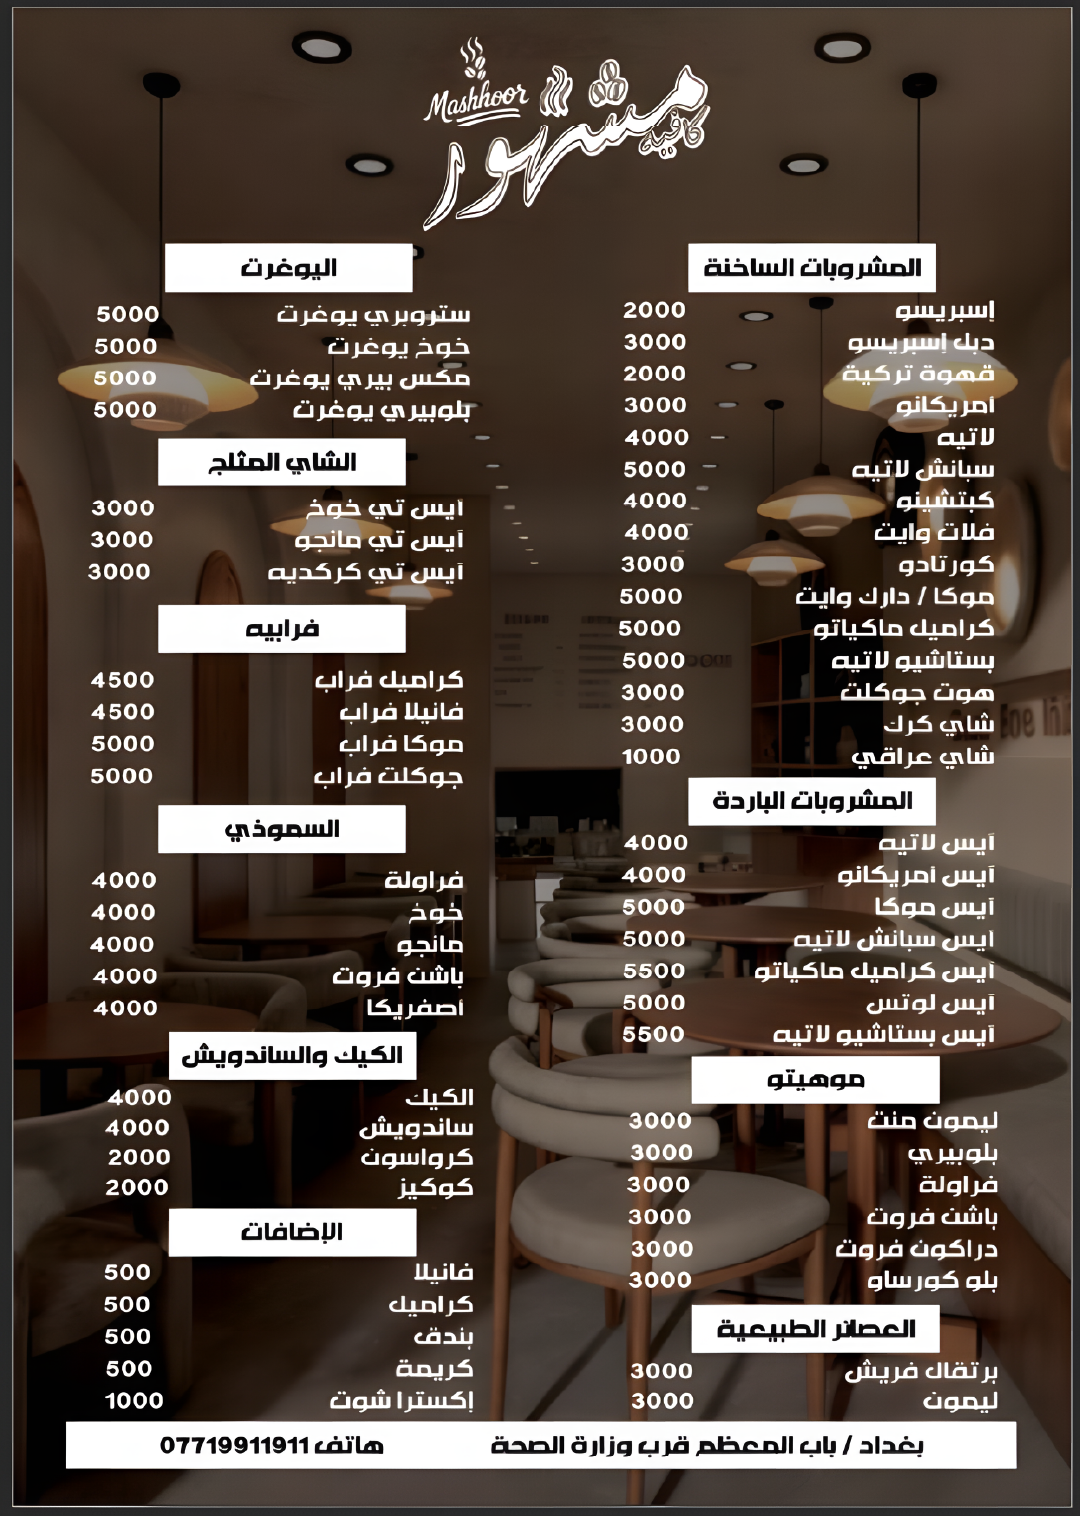 Mashhoor
مشهور
كافيه
المشروبات الساخنة
إسبريسو 2000
دبل إسبريسو 3000
قهوة تركية 2000
أمريكانو 3000
لاتيه 4000
سبانش لاتيه 5000
كبتشينو 4000
فلات وايت 4000
كورتادو 3000
موكا / دارك وايت 5000
كراميل ماكياتو 5000
بستاشيو لاتيه 5000
هوت جوكلت 3000
شاي كرك 3000
شاي عراقي 1000
المشروبات الباردة
آيس لاتيه 4000
آيس أمريكانو 4000
آيس موكا 5000
آيس سبانش لاتيه 5000
آيس كراميل ماكياتو 5500
آيس لوتس 5000
آيس بستاشيو لاتيه 5500
موهيتو
ليمون منت 3000
بلوبيري 3000
فراولة 3000
باشن فروت 3000
دراكون فروت 3000
بلو كورساو 3000
العصائر الطبيعية
برتقال فريش 3000
ليمون 3000
اليوغرت
ستروبري يوغرت 5000
خوخ يوغرت 5000
مكس بيري يوغرت 5000
بلوبيري يوغرت 5000
الشاي المثلج
آيس تي خوخ 3000
آيس تي مانجو 3000
آيس تي كركديه 3000
فرابيه
كراميل فراب 4500
فانيلا فراب 4500
موكا فراب 5000
جوكلت فراب 5000
السموذي
فراولة 4000
خوخ 4000
مانجو 4000
باشن فروت 4000
أصفريكا 4000
الكيك والساندويش
الكيك 4000
ساندويش 4000
كرواسون 2000
كوكيز 2000
الإضافات
فانيلا 500
كراميل 500
بندق 500
كريمة 500
إكسترا شوت 1000
بغداد / باب المعظم قرب وزارة الصحة هاتف 07719911911